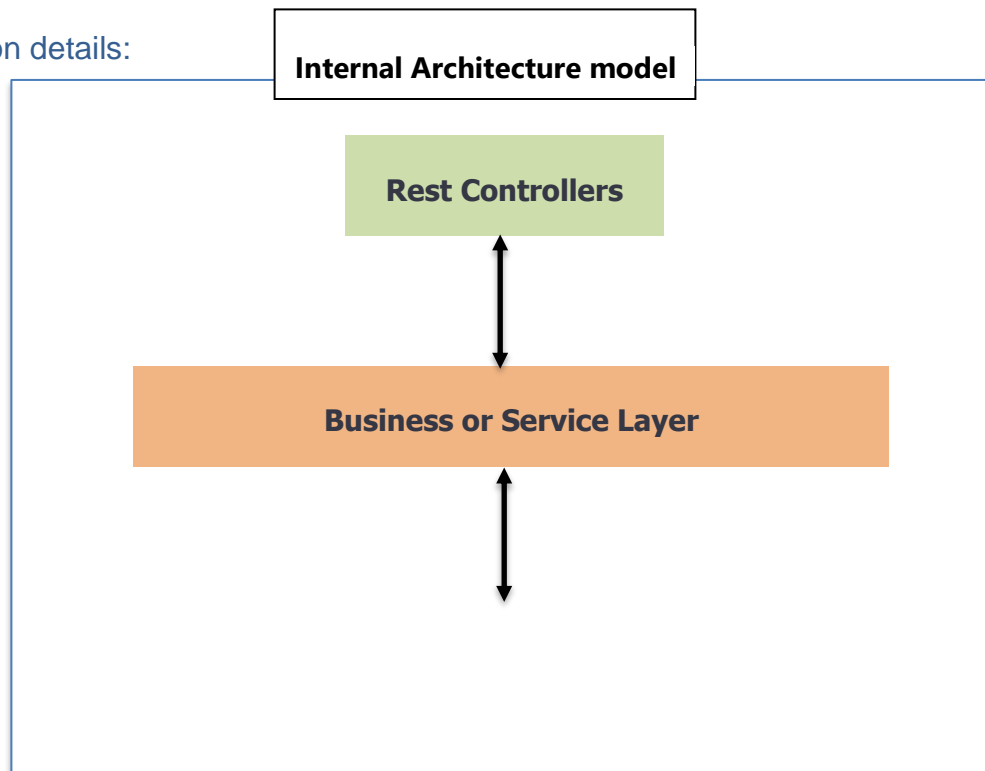 on details:
Internal Architecture model
Rest Controllers
Business or Service Layer